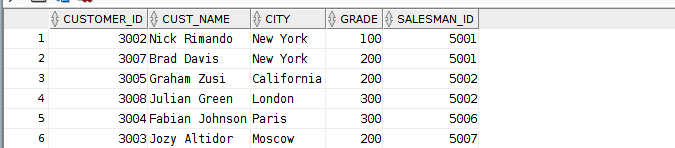 CUSTOMER_ID CUST_NAME CITY GRADE SALESMAN_ID
1 3002 Nick Rimando New York 100 5001
2 3007 Brad Davis New York 200 5001
3 3005 Graham Zusi California 200 5002
4 3008 Julian Green London 300 5002
5 3004 Fabian Johnson Paris 300 5006
6 3003 Jozy Altidor Moscow 200 5007